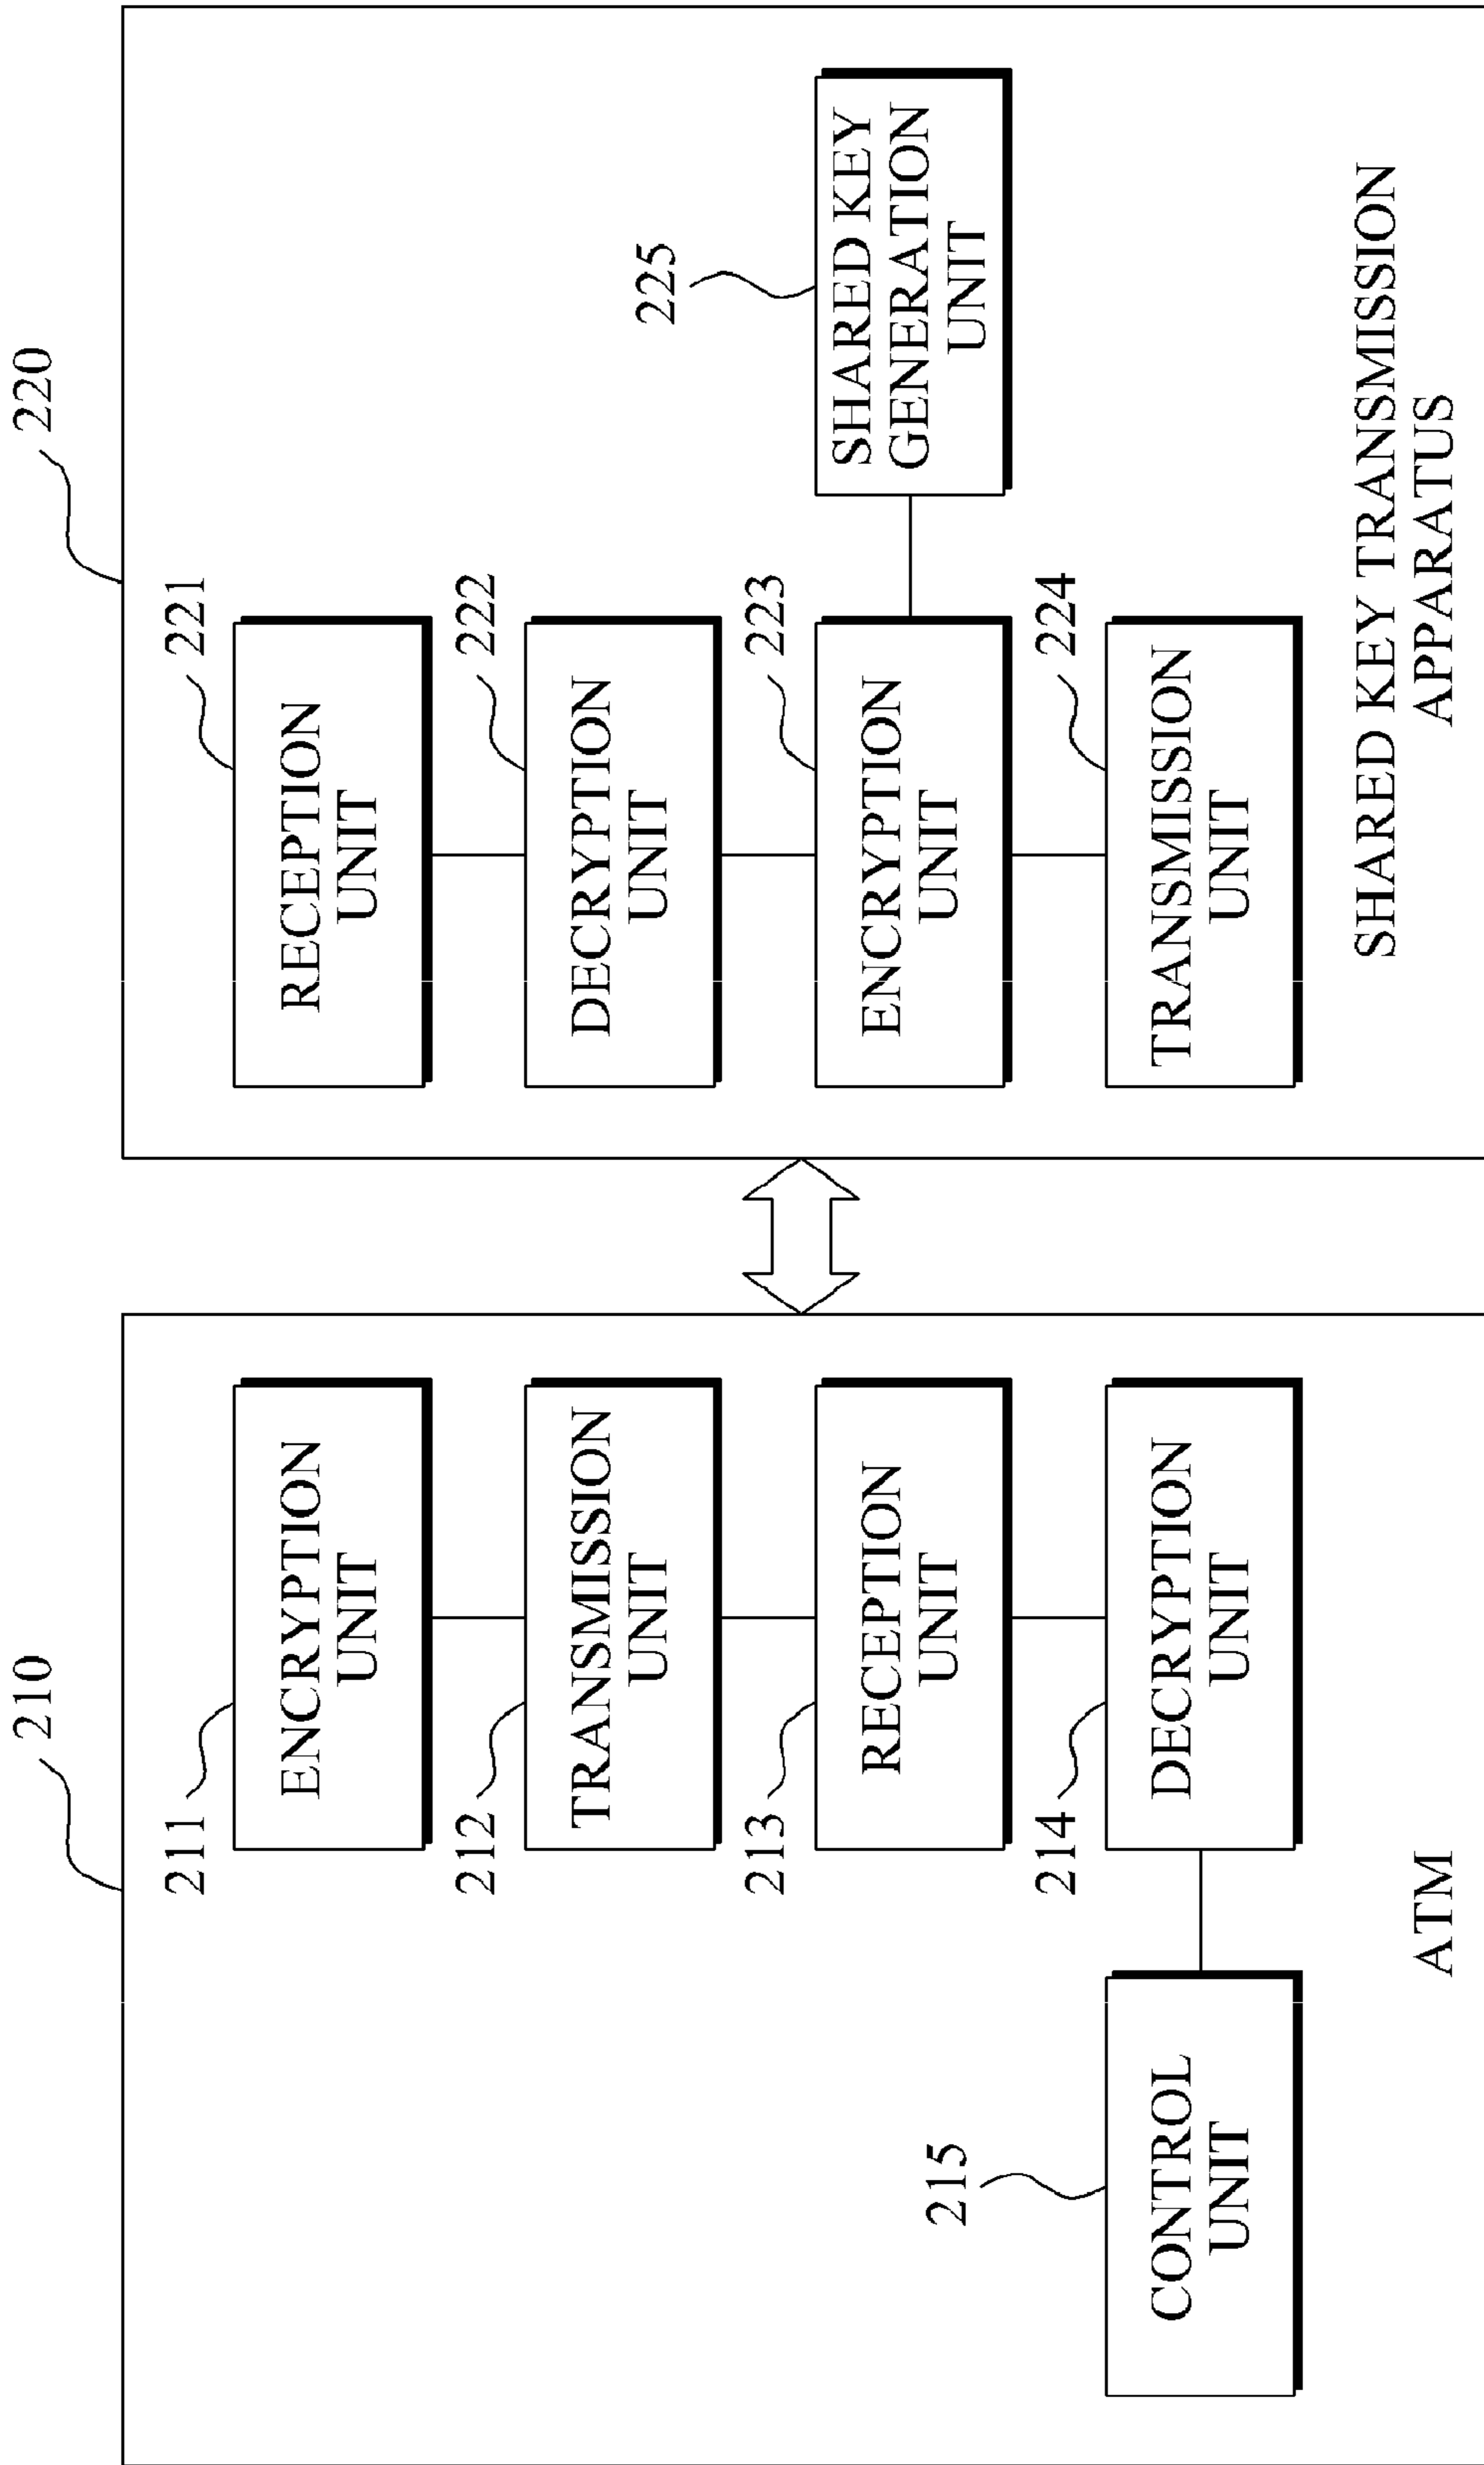 210
220
211
ENCRYPTION
UNIT
212
TRANSMISSION
UNIT
213
RECEPTION
UNIT
214
DECRYPTION
UNIT
215
CONTROL
UNIT
ATM
221
RECEPTION
UNIT
222
DECRYPTION
UNIT
223
ENCRYPTION
UNIT
224
TRANSMISSION
UNIT
225
SHARED KEY
GENERATION
UNIT
SHARED KEY TRANSMISSION
APPARATUS